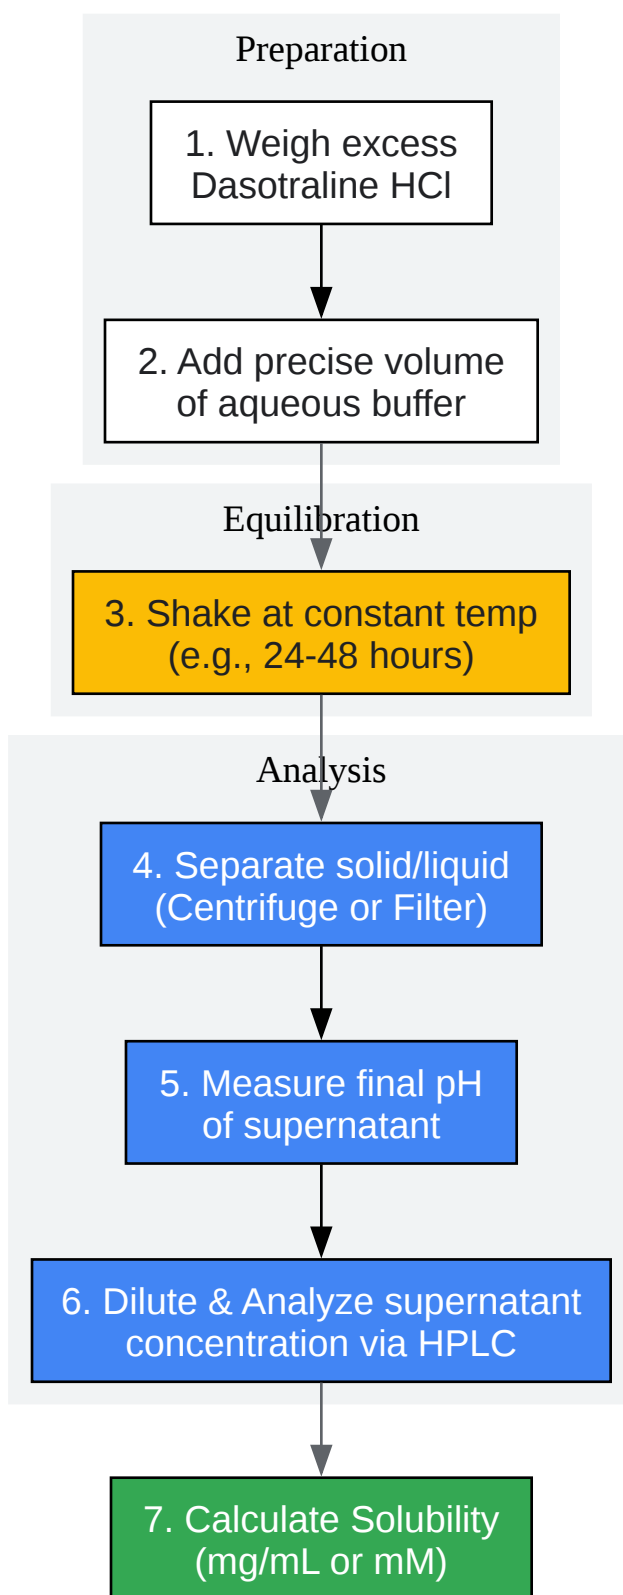 Preparation
1. Weigh excess
Dasotraline HCl
2. Add precise volume
of aqueous buffer
Equilibration
3. Shake at constant temp
(e.g., 24-48 hours)
Analysis
4. Separate solid/liquid
(Centrifuge or Filter)
5. Measure final pH
of supernatant
6. Dilute & Analyze supernatant
concentration via HPLC
7. Calculate Solubility
(mg/mL or mM)